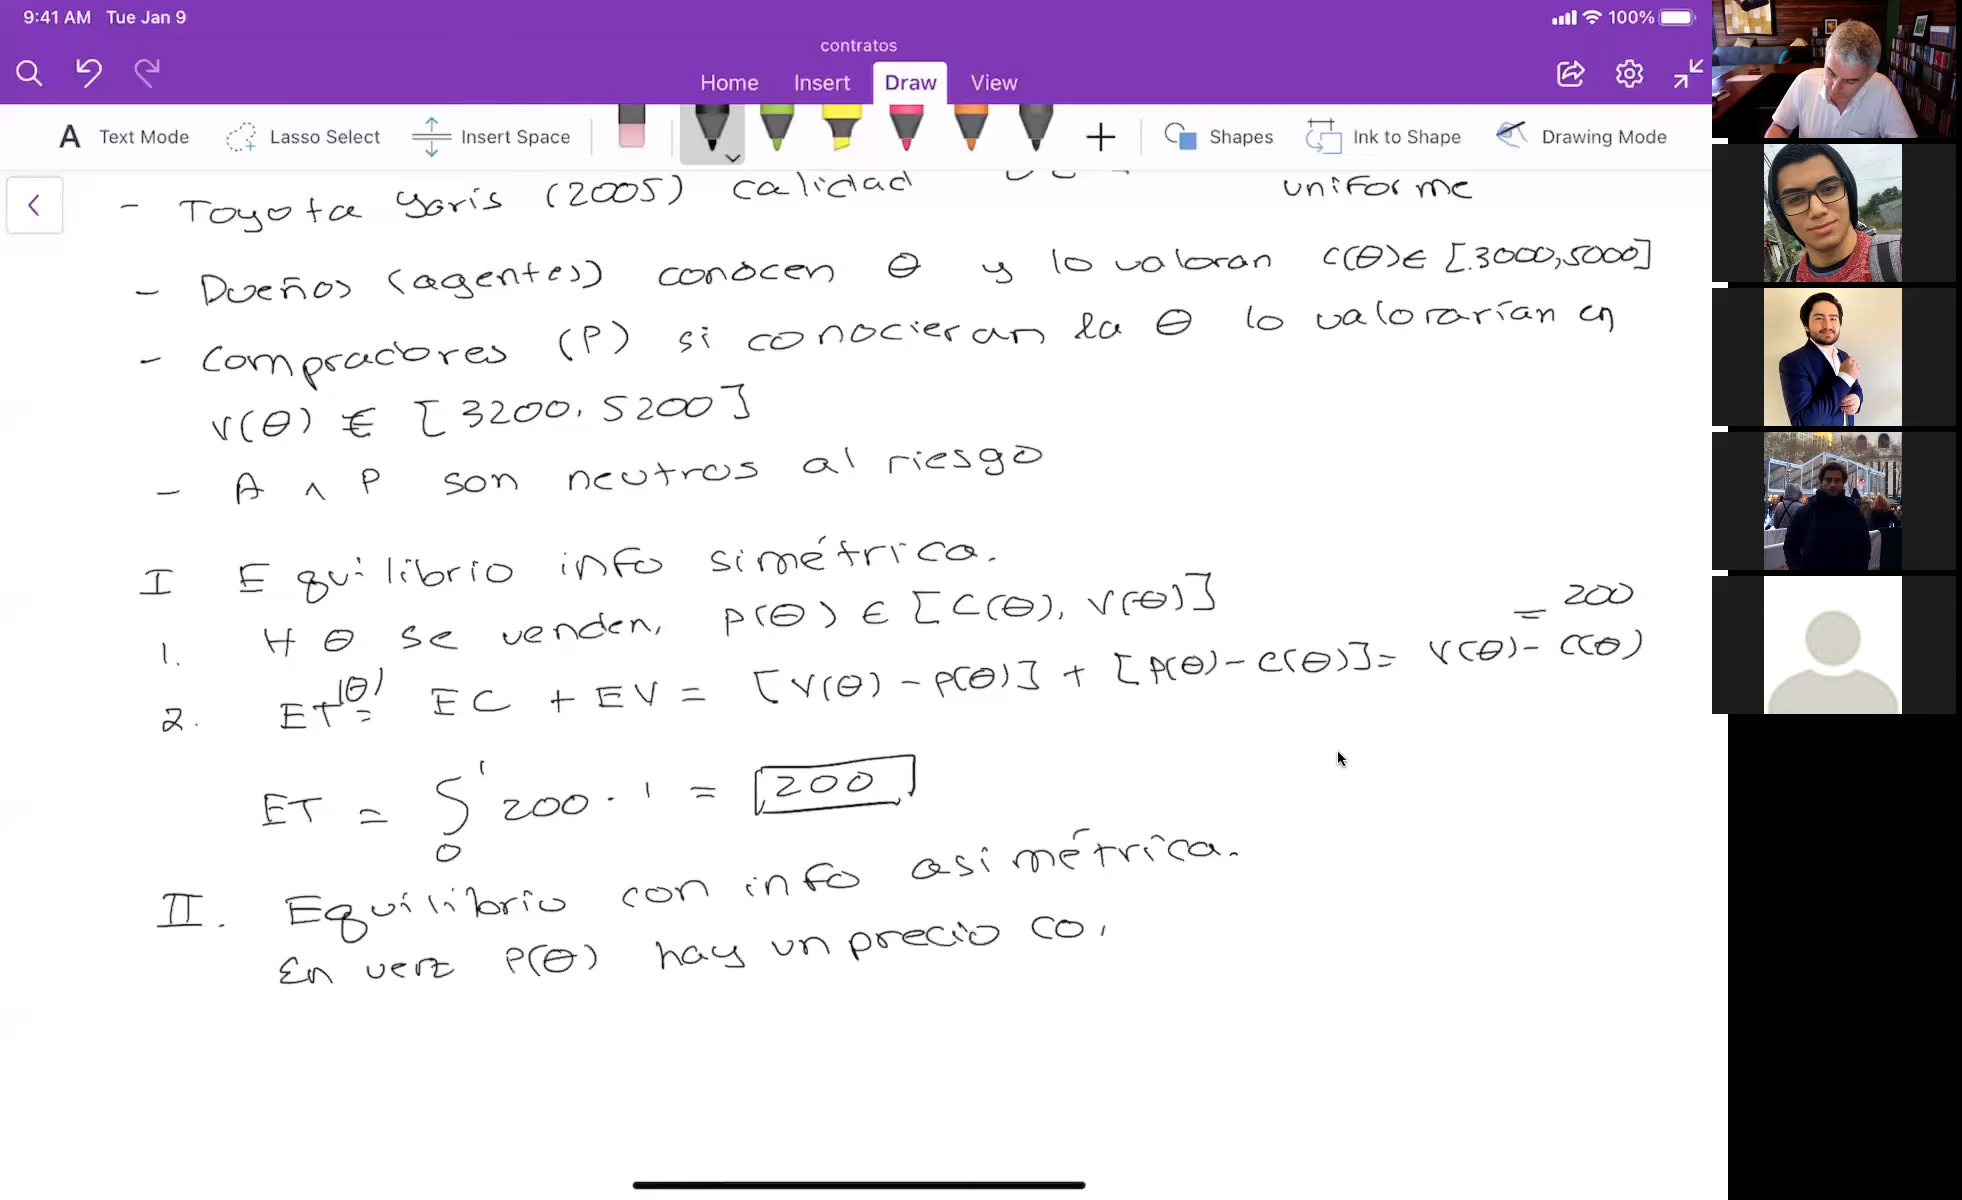 9:41 AM Tue Jan 9
100%
contratos
Home Insert Draw View
Text Mode Lasso Select Insert Space Shapes Ink to Shape Drawing Mode
- Toyota Yaris (2005) calidad uniforme
- Dueños (agentes) conocen θ y lo valoran c(θ)∈ [3000,5000]
- Compradores (P) si conocieran la θ lo valorarían en
v(θ) ∈ [3200, 5200]
- A ∧ P son neutros al riesgo
I Equilibrio info simétrica.
1. ∀ θ se venden, p(θ) ∈ [c(θ), v(θ)]
= 200
2. ET(θ) = EC + EV = [v(θ) - p(θ)] + [p(θ) - c(θ)] = v(θ) - c(θ)
ET = ∫₀¹ 200 · 1 = 200
II. Equilibrio con info asimétrica.
En verz p(θ) hay un precio co